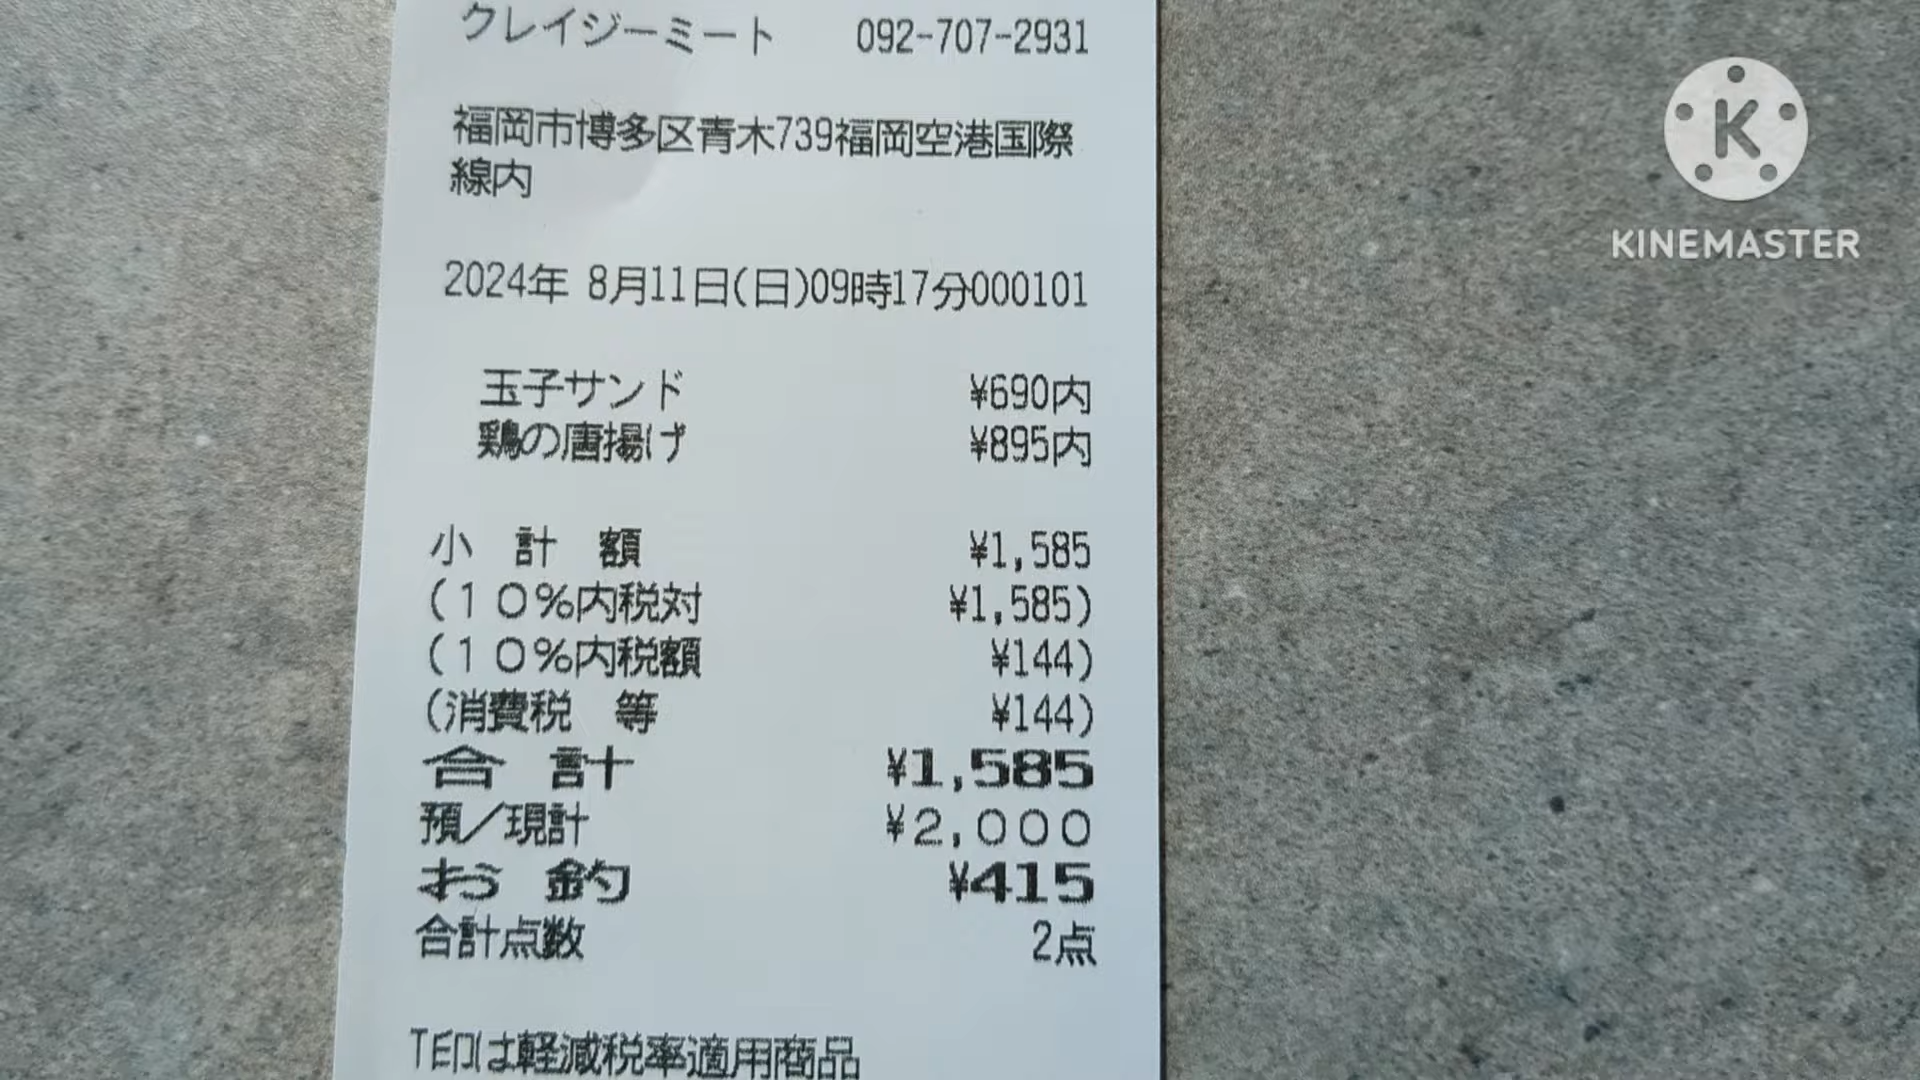 クレイジーミート 092-707-2931
福岡市博多区青木739福岡空港国際
線内
2024年 8月11日(日)09時17分000101
玉子サンド ¥690内
鶏の唐揚げ ¥895内
小 計 額 ¥1,585
(10%内税対 ¥1,585)
(10%内税額 ¥144)
(消費税 等 ¥144)
合 計 ¥1,585
預/現計 ¥2,000
お 釣 ¥415
合計点数 2点
T印は軽減税率適用商品
K
KINEMASTER